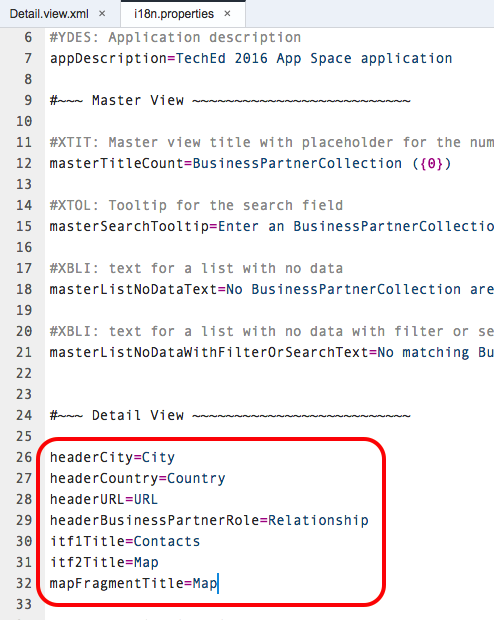 Detail.view.xml × i18n.properties ×
6 #YDES: Application description
7 appDescription=TechEd 2016 App Space application
8
9 #~~~ Master View ~~~~~~~~~~~~~~~~~~~~~~~~~~
10
11 #XTIT: Master view title with placeholder for the num
12 masterTitleCount=BusinessPartnerCollection ({0})
13
14 #XTOL: Tooltip for the search field
15 masterSearchTooltip=Enter an BusinessPartnerCollectio
16
17 #XBLI: text for a list with no data
18 masterListNoDataText=No BusinessPartnerCollection are
19
20 #XBLI: text for a list with no data with filter or se
21 masterListNoDataWithFilterOrSearchText=No matching Bu
22
23
24 #~~~ Detail View ~~~~~~~~~~~~~~~~~~~~~~~~~~
25
26 headerCity=City
27 headerCountry=Country
28 headerURL=URL
29 headerBusinessPartnerRole=Relationship
30 itf1Title=Contacts
31 itf2Title=Map
32 mapFragmentTitle=Map
33